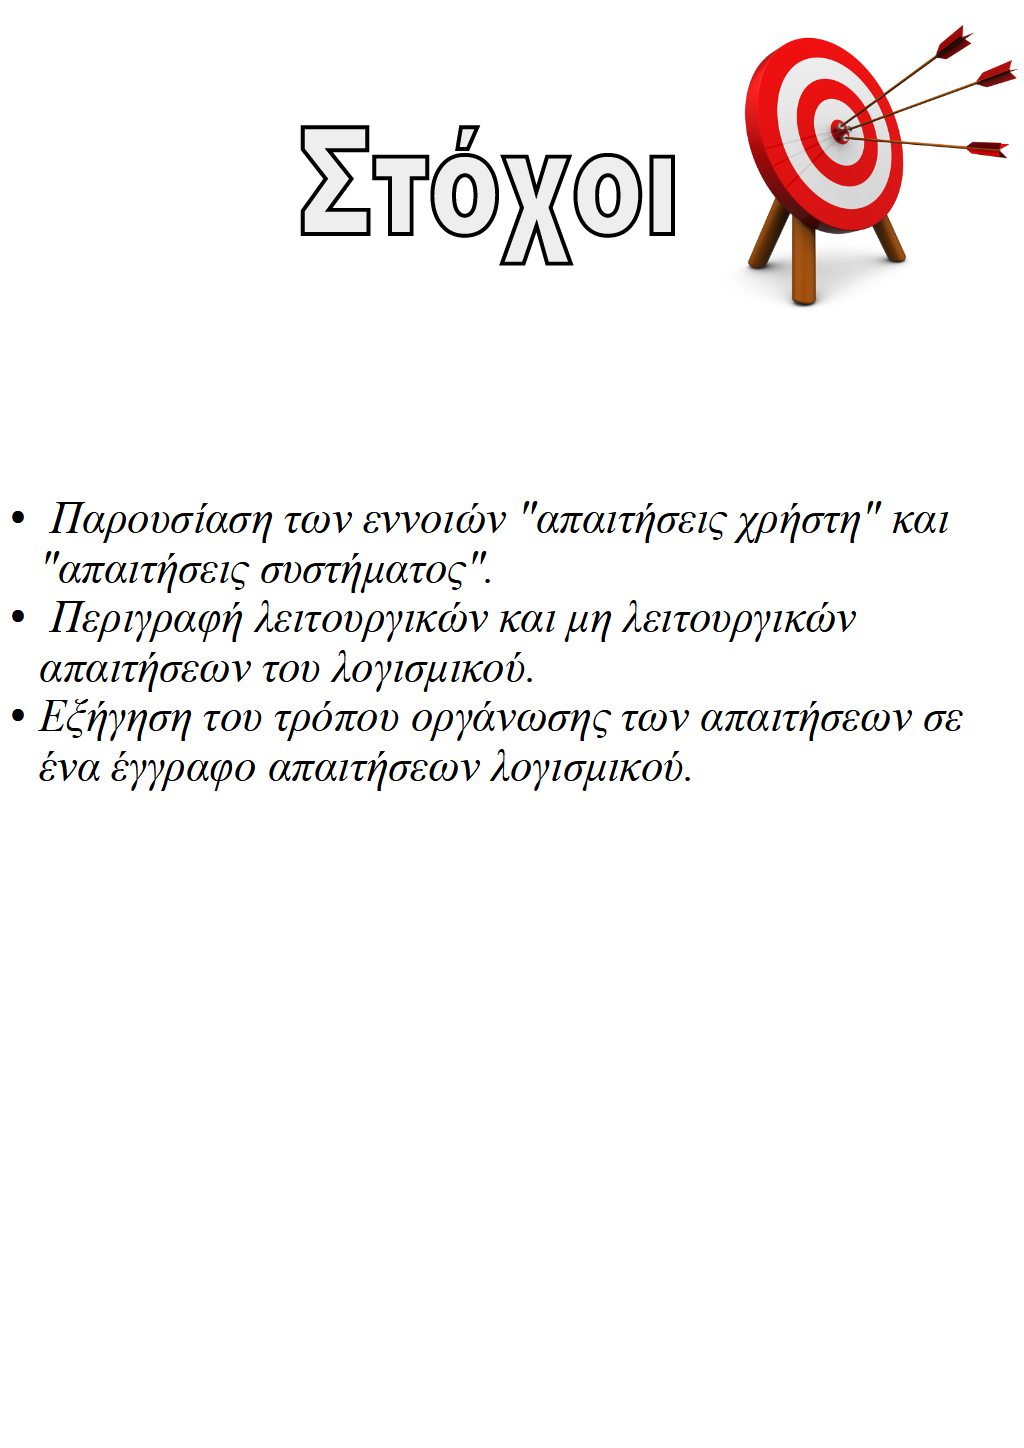 Στόχοι
• Παρουσίαση των εννοιών "απαιτήσεις χρήστη" και
"απαιτήσεις συστήματος".
• Περιγραφή λειτουργικών και μη λειτουργικών
απαιτήσεων του λογισμικού.
• Εξήγηση του τρόπου οργάνωσης των απαιτήσεων σε
ένα έγγραφο απαιτήσεων λογισμικού.